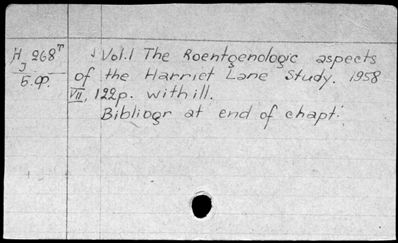 H 268T
I
Б.ф.
Vol.1 The Roentgenologic aspects
of the Harriet Lane Study. 1958
VII, 122p. with ill.
Bibliogr at end of chapt.